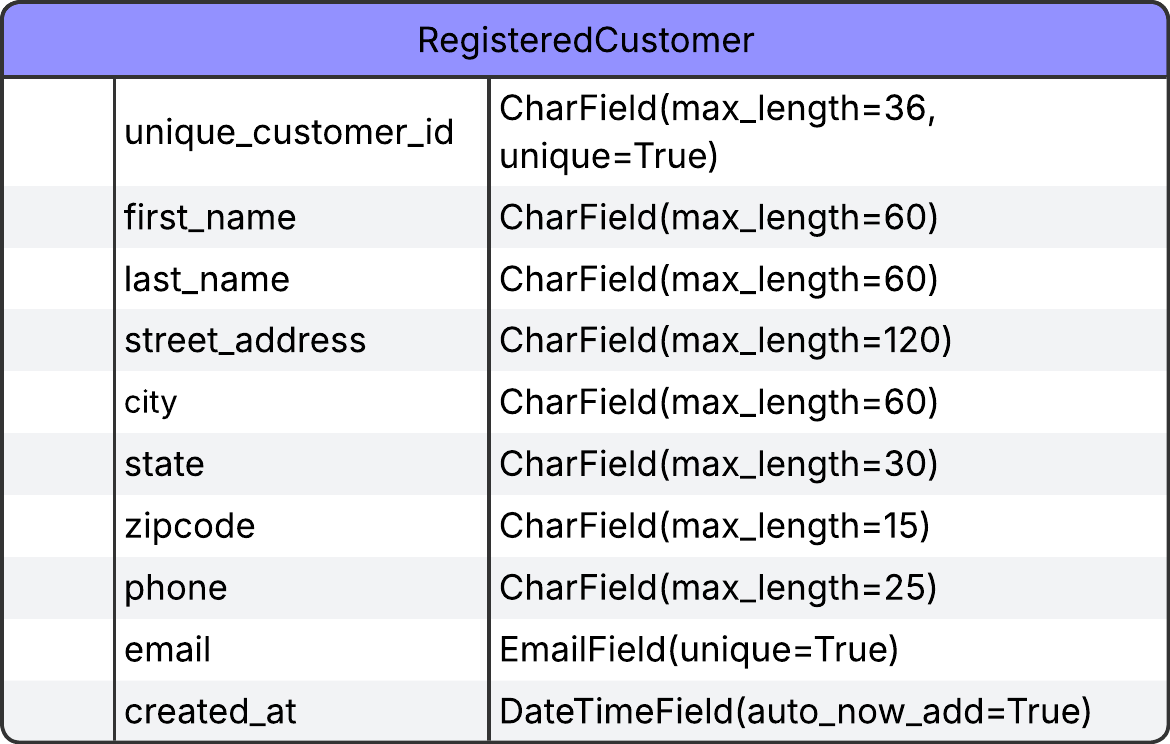 RegisteredCustomer
unique_customer_id
CharField(max_length=36,
unique=True)
first_name
CharField(max_length=60)
last_name
CharField(max_length=60)
street_address
CharField(max_length=120)
city
CharField(max_length=60)
state
CharField(max_length=30)
zipcode
CharField(max_length=15)
phone
CharField(max_length=25)
email
EmailField(unique=True)
created_at
DateTimeField(auto_now_add=True)